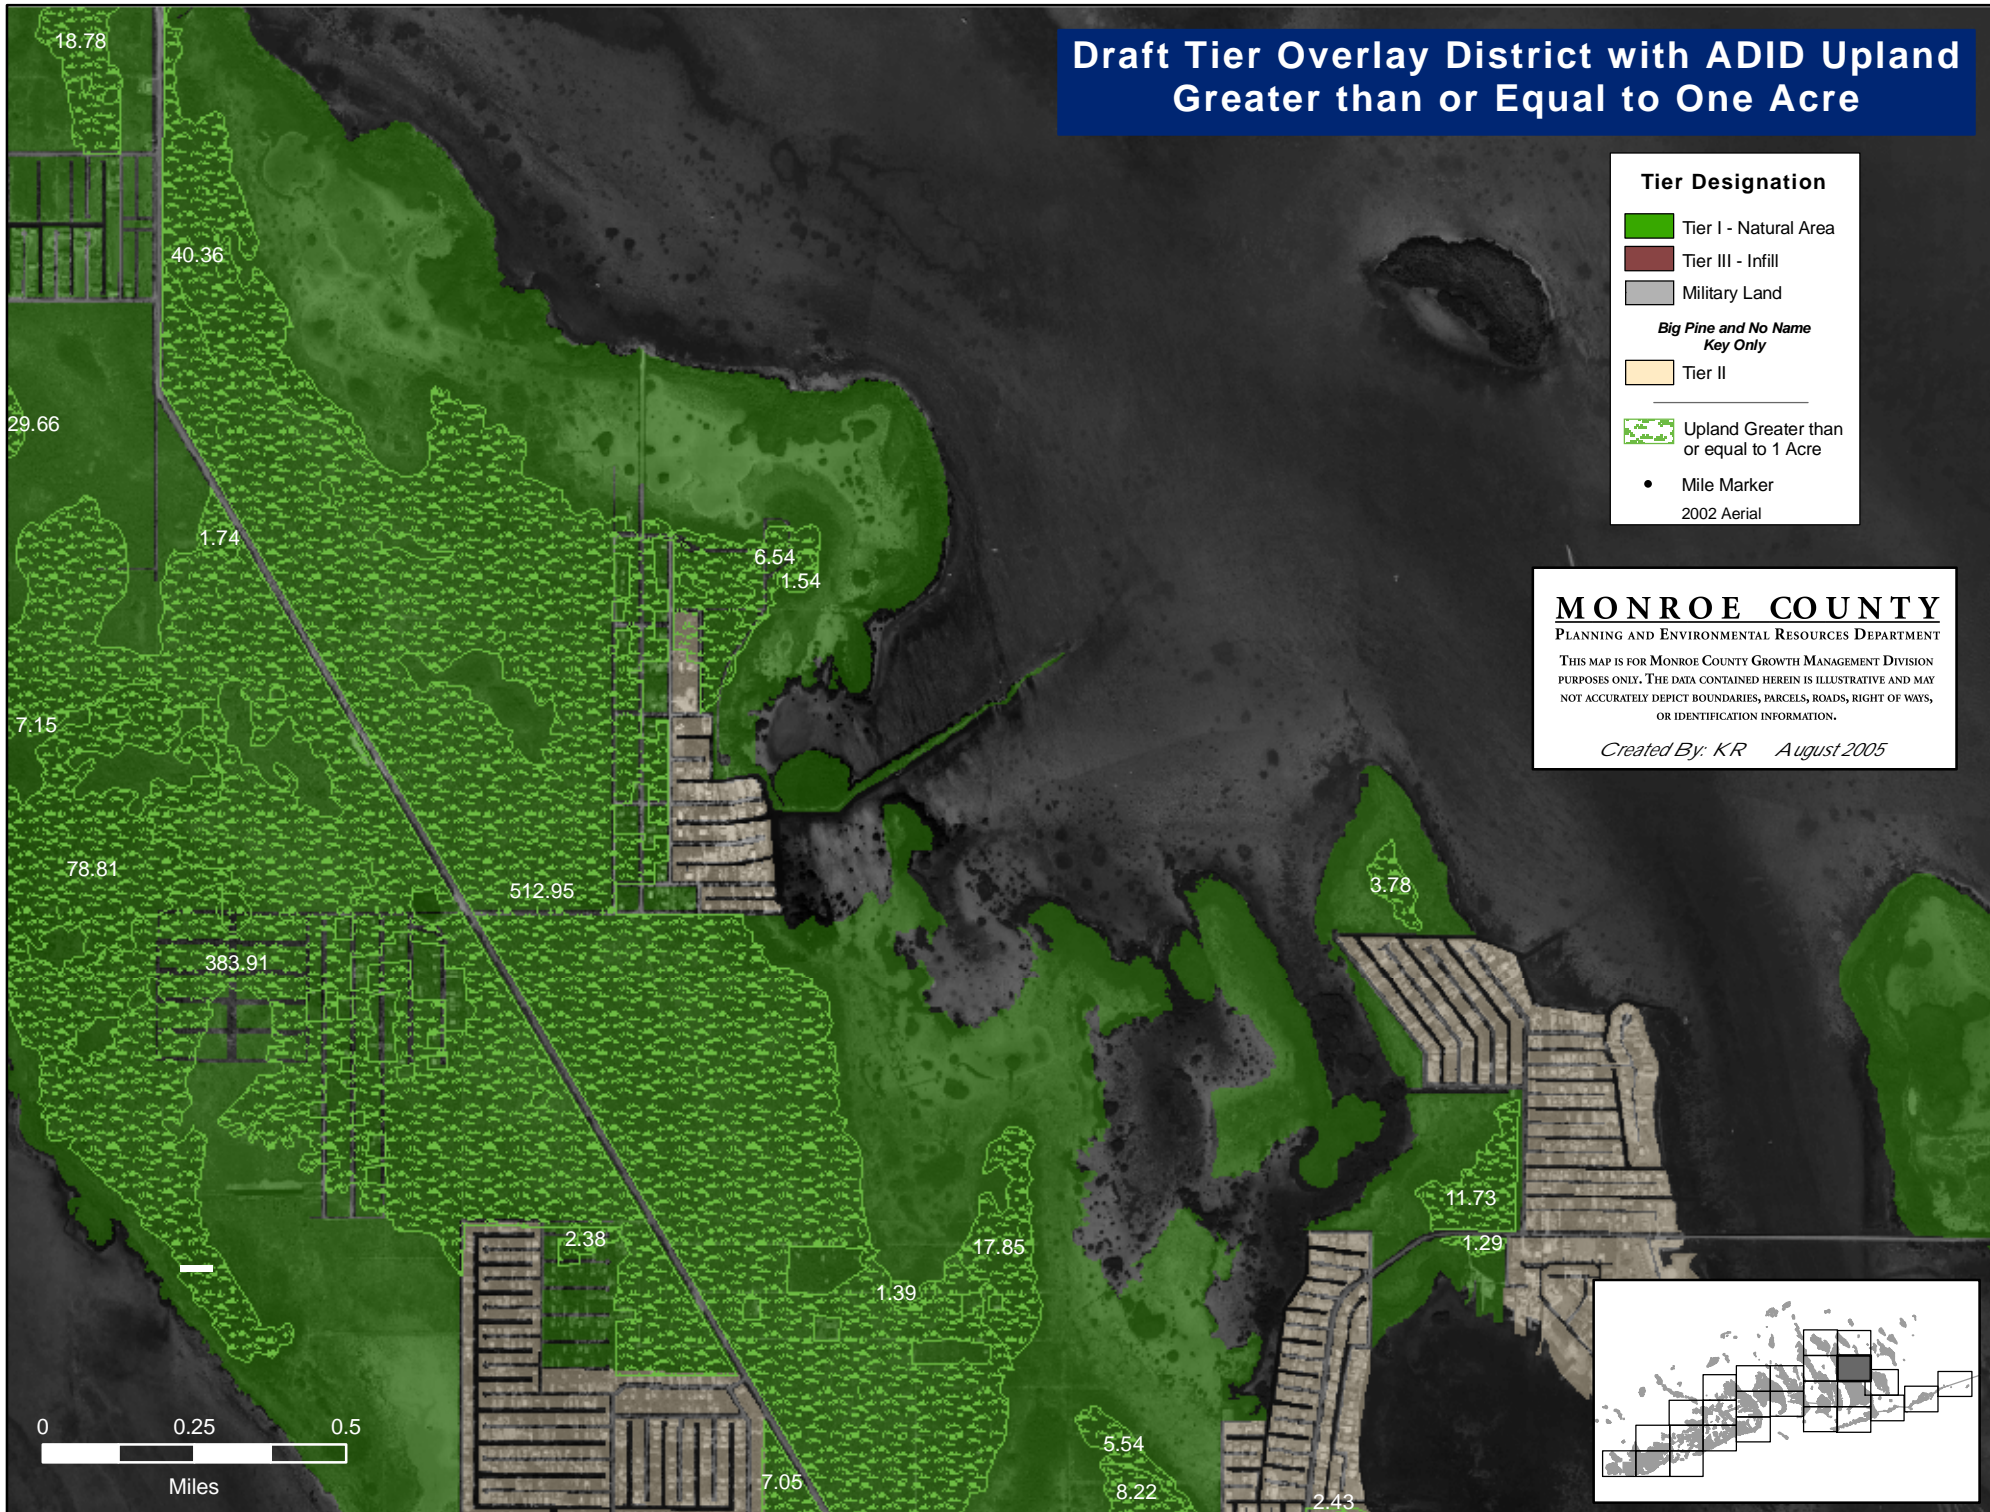 Draft Tier Overlay District with ADID Upland
Greater than or Equal to One Acre
Tier Designation
Tier I - Natural Area
Tier III - Infill
Military Land
Big Pine and No Name
Key Only
Tier II
Upland Greater than
or equal to 1 Acre
Mile Marker
2002 Aerial
MONROE COUNTY
PLANNING AND ENVIRONMENTAL RESOURCES DEPARTMENT
THIS MAP IS FOR MONROE COUNTY GROWTH MANAGEMENT DIVISION
PURPOSES ONLY. THE DATA CONTAINED HEREIN IS ILLUSTRATIVE AND MAY
NOT ACCURATELY DEPICT BOUNDARIES, PARCELS, ROADS, RIGHT OF WAYS,
OR IDENTIFICATION INFORMATION.
Created By: KR August 2005
18.78
40.36
29.66
1.74
6.54
1.54
7.15
78.81
512.95
3.78
383.91
11.73
2.38
17.85
1.29
1.39
5.54
7.05
8.22
2.43
0 0.25 0.5
Miles